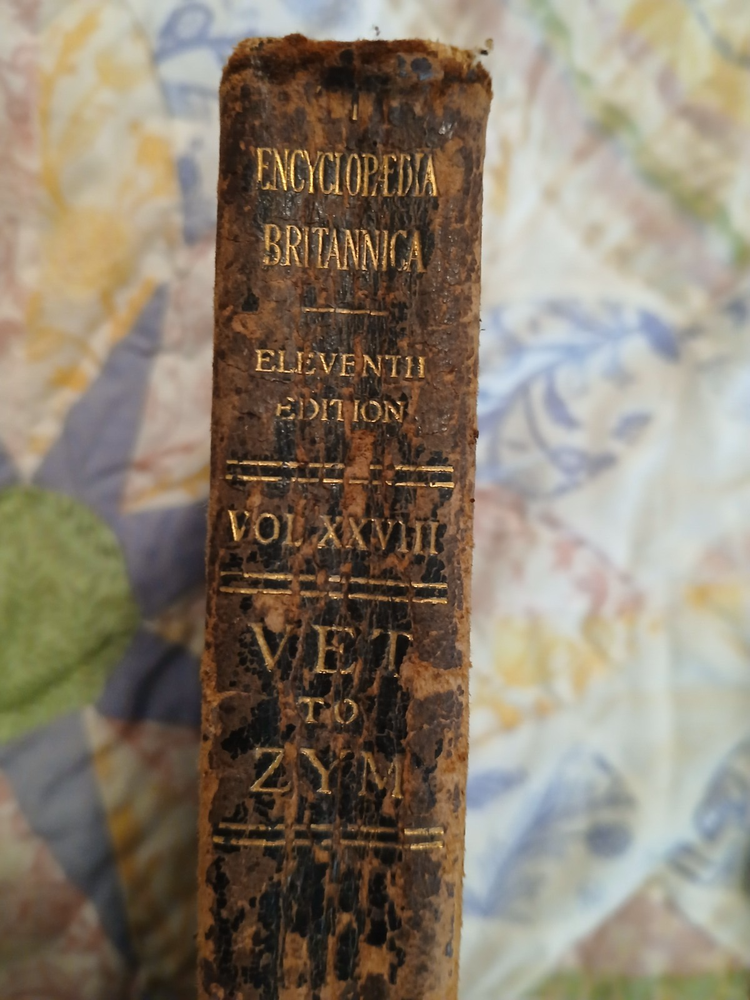 ENCYCLOPÆDIA
BRITANNICA
ELEVENTH
EDITION
VOL XXVIII
VET
TO
ZYM